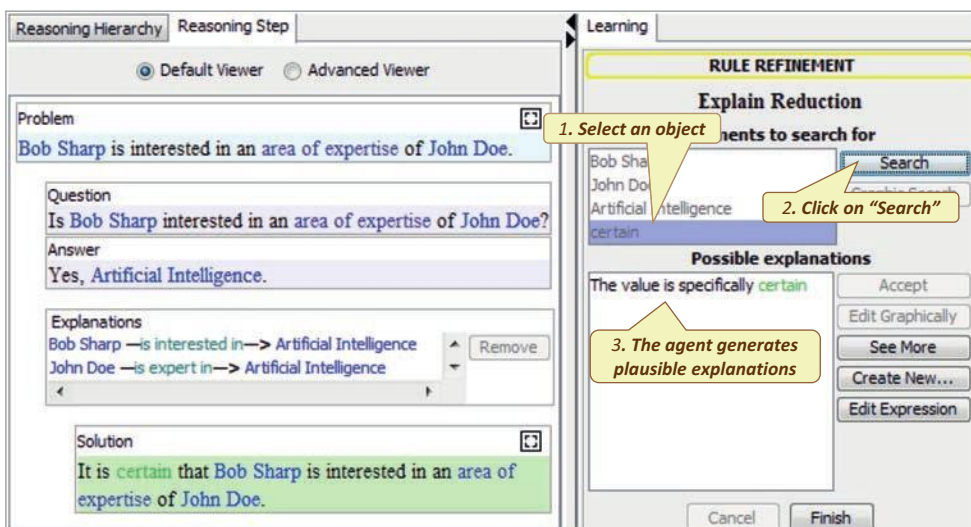 Reasoning Hierarchy
Reasoning Step
Default Viewer
Advanced Viewer
Problem
Bob Sharp is interested in an area of expertise of John Doe.
Question
Is Bob Sharp interested in an area of expertise of John Doe?
Answer
Yes, Artificial Intelligence.
Explanations
Bob Sharp —is interested in—> Artificial Intelligence
John Doe —is expert in—> Artificial Intelligence
Remove
Solution
It is certain that Bob Sharp is interested in an area of
expertise of John Doe.
Learning
RULE REFINEMENT
Explain Reduction
1. Select an object
to search for
Bob
John
Artificial
certain
Search
2. Click on “Search”
Possible explanations
The value is specifically certain
3. The agent generates
plausible explanations
Accept
Edit Graphically
See More
Create New...
Edit Expression
Cancel
Finish